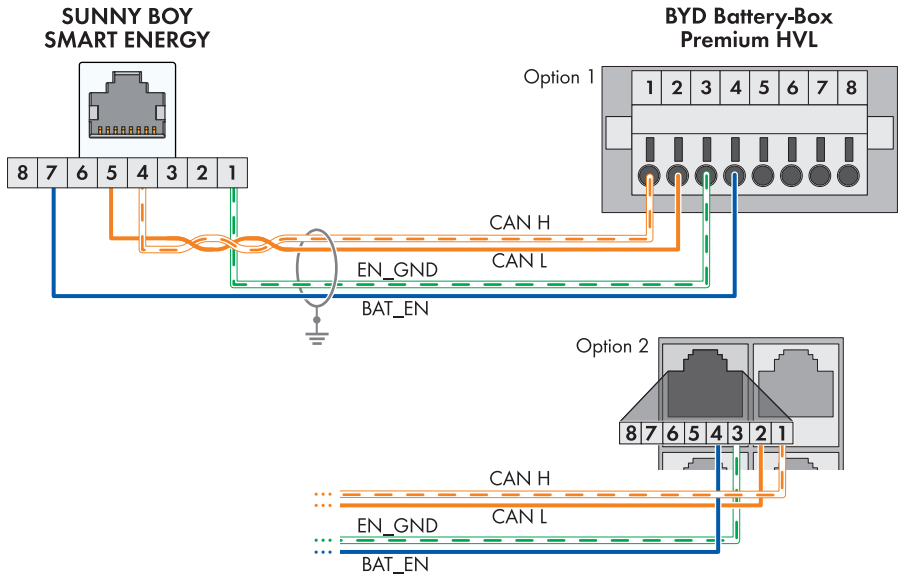 SUNNY BOY
SMART ENERGY
BYD Battery-Box
Premium HVL
Option 1
1 2 3 4 5 6 7 8
8 7 6 5 4 3 2 1
CAN H
CAN L
EN_GND
BAT_EN
Option 2
8 7 6 5 4 3 2 1
CAN H
CAN L
EN_GND
BAT_EN